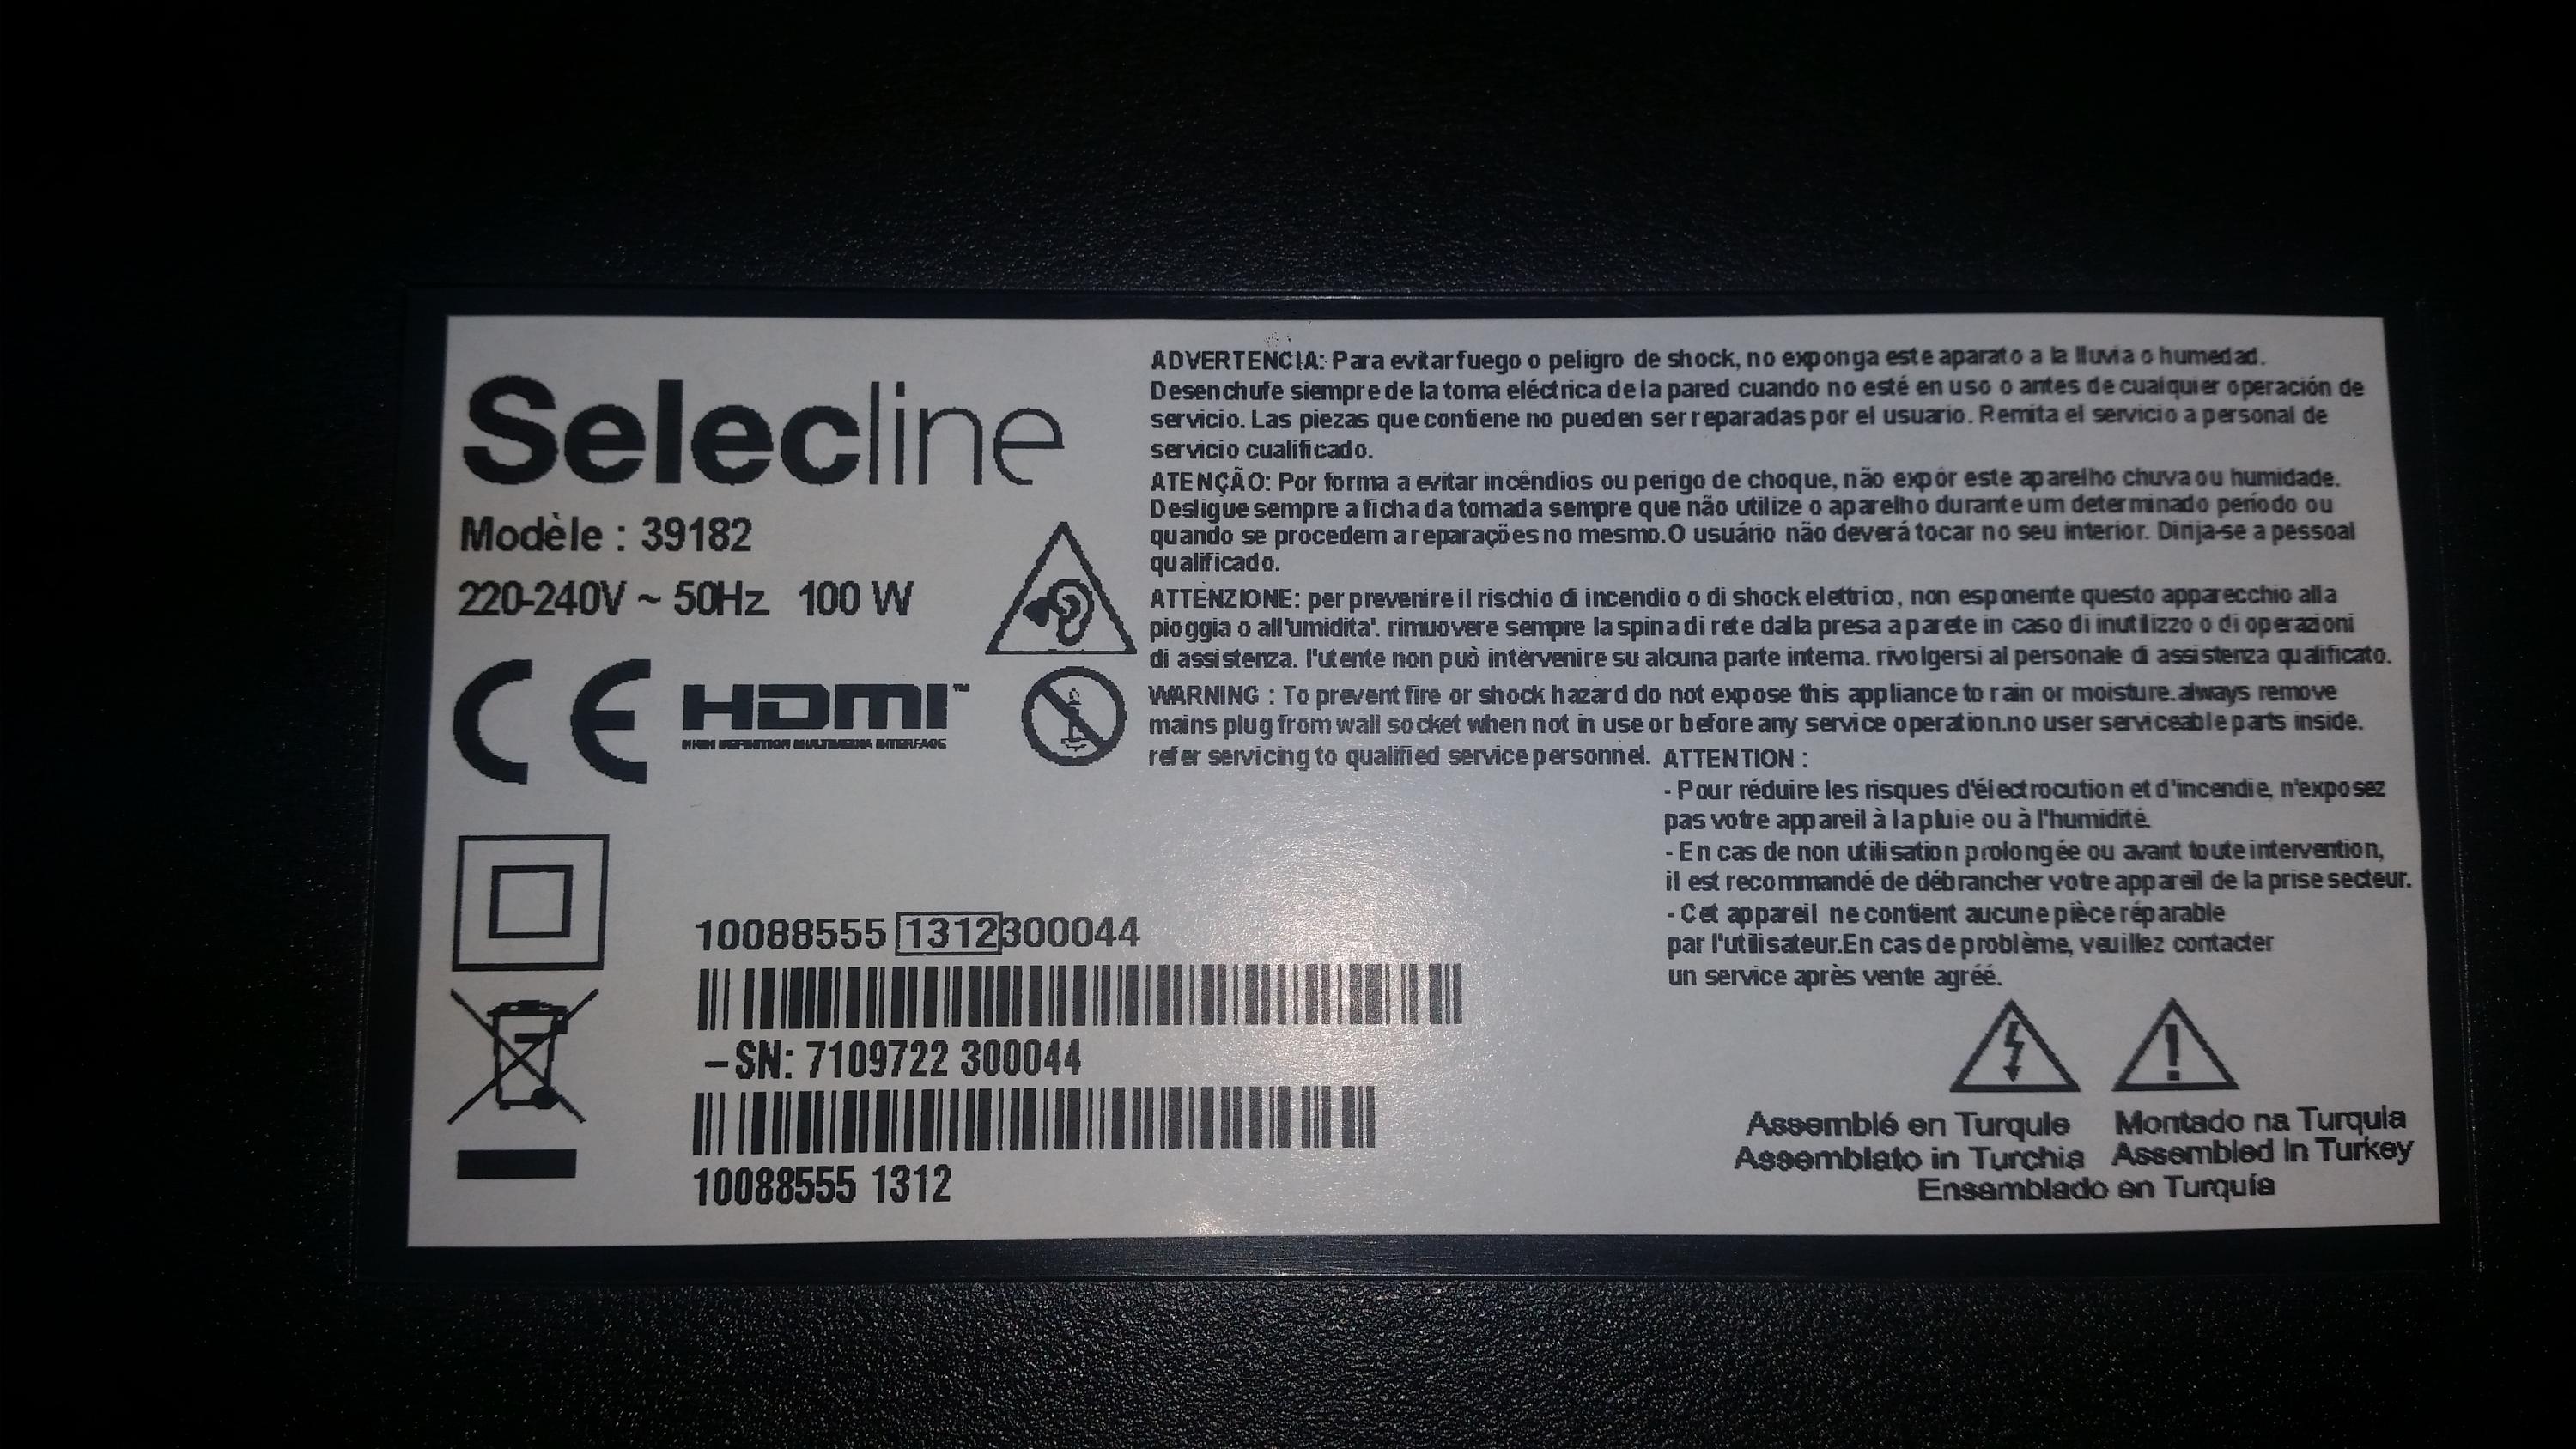 Selecline
Modèle : 39182
220-240V ~ 50Hz 100 W
CE HDMI™
HIGH DEFINITION MULTIMEDIA INTERFACE
ADVERTENCIA: Para evitar fuego o peligro de shock, no exponga este aparato a la lluvia o humedad.
Desenchufe siempre de la toma eléctrica de la pared cuando no esté en uso o antes de cualquier operación de
servicio. Las piezas que contiene no pueden ser reparadas por el usuario. Remita el servicio a personal de
servicio cualificado.
ATENÇÃO: Por forma a evitar incêndios ou perigo de choque, não expôr este aparelho chuva ou humidade.
Desligue sempre a ficha da tomada sempre que não utilize o aparelho durante um determinado período ou
quando se procedem a reparações no mesmo.O usuário não deverá tocar no seu interior. Dirija-se a pessoal
qualificado.
ATTENZIONE: per prevenire il rischio di incendio o di shock elettrico, non esponente questo apparecchio alla
pioggia o all'umidita'. rimuovere sempre la spina di rete dalla presa a parete in caso di inutilizzo o di operazioni
di assistenza. l'utente non può intervenire su alcuna parte interna. rivolgersi al personale di assistenza qualificato.
WARNING : To prevent fire or shock hazard do not expose this appliance to rain or moisture.always remove
mains plug from wall socket when not in use or before any service operation.no user serviceable parts inside.
refer servicing to qualified service personnel.
ATTENTION :
- Pour réduire les risques d'électrocution et d'incendie, n'exposez
pas votre appareil à la pluie ou à l'humidité.
- En cas de non utilisation prolongée ou avant toute intervention,
il est recommandé de débrancher votre appareil de la prise secteur.
- Cet appareil ne contient aucune pièce réparable
par l'utilisateur.En cas de problème, veuillez contacter
un service après vente agréé.
10088555 1312300044
–SN: 7109722 300044
10088555 1312
Assemblé en Turquie Montado na Turquia
Assemblato in Turchia Assembled in Turkey
Ensamblado en Turquía